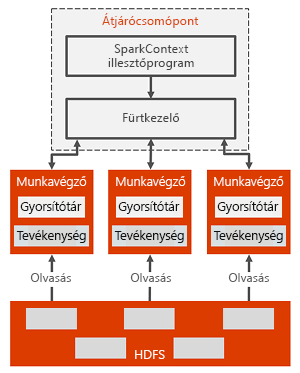 Átjárócsomópont
SparkContext
illesztőprogram
Fürtkezelő
Munkavégző Munkavégző Munkavégző
Gyorsítótár Gyorsítótár Gyorsítótár
Tevékenység Tevékenység Tevékenység
Olvasás Olvasás Olvasás
HDFS